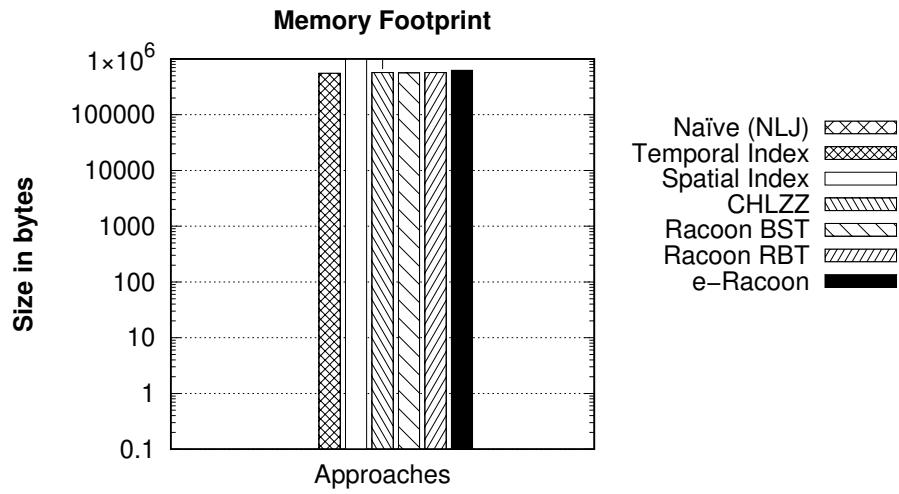 Memory Footprint
1×10⁶
100000
10000
1000
100
10
1
0.1
Size in bytes
Approaches
Naïve (NLJ)
Temporal Index
Spatial Index
CHLZZ
Racoon BST
Racoon RBT
e−Racoon